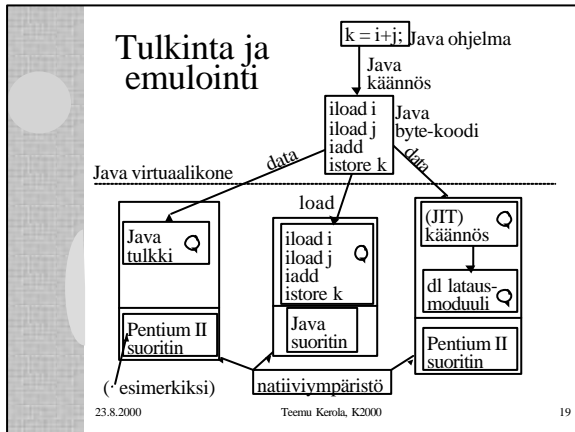 Tulkinta ja
emulointi
k = i+j;
Java ohjelma
Java
käännös
iload i
iload j
iadd
istore k
Java
byte-koodi
data
data
Java virtuaalikone
load
Java
tulkki
iload i
iload j
iadd
istore k
(JIT)
käännös
dl lataus-
moduuli
Pentium II
suoritin
Java
suoritin
Pentium II
suoritin
(· esimerkiksi)
natiiviympäristö
23.8.2000
Teemu Kerola, K2000
19